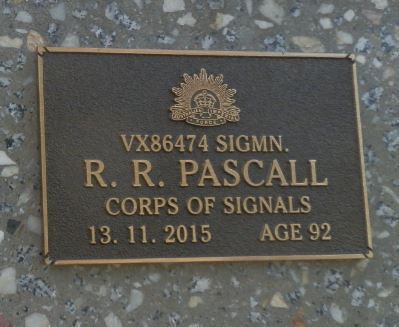 VX86474 SIGMN.
R. R. PASCALL
CORPS OF SIGNALS
13. 11. 2015 AGE 92